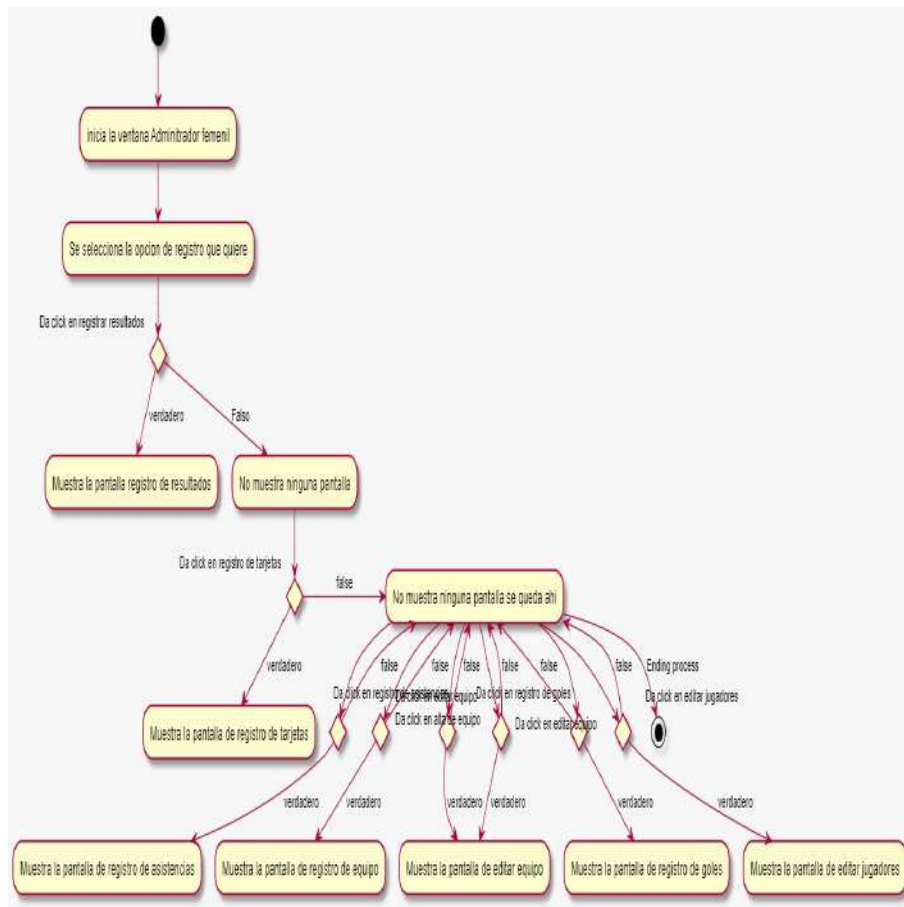 inicia la ventana Adminitrador femenil
Se selecciona la opcion de registro que quiere
Da click en registrar resultados
verdadero
Falso
Muestra la pantalla registro de resultados
No muestra ninguna pantalla
Da click en registro de tarjetas
false
No muestra ninguna pantalla se queda ahi
verdadero
false
false
false
false
false
false
Ending process
Da click en editar equipo
Da click en registro de goles
Da click en editar jugadores
Da click en alta de equipo
Da click en editar equipo
Muestra la pantalla de registro de tarjetas
verdadero
verdadero
verdadero
verdadero
verdadero
verdadero
Muestra la pantalla de registro de asistencias
Muestra la pantalla de registro de equipo
Muestra la pantalla de editar equipo
Muestra la pantalla de registro de goles
Muestra la pantalla de editar jugadores